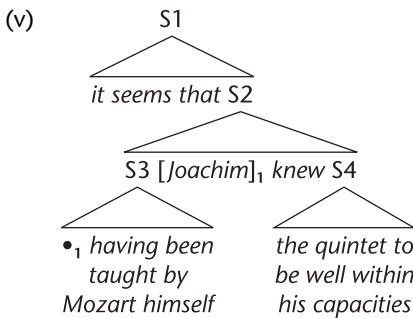 (v) S1
it seems that S2
S3 [Joachim]₁ knew S4
•₁ having been the quintet to
taught by be well within
Mozart himself his capacities